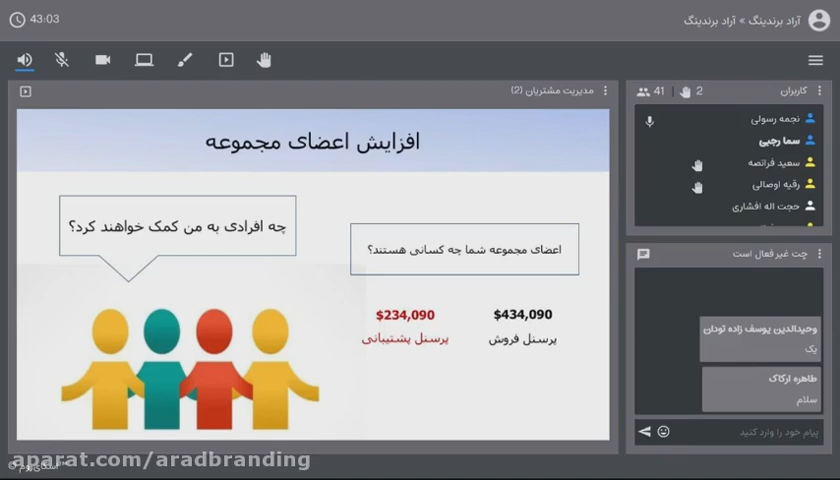 43:03
آراد برندینگ » آراد برندینگ
مدیریت مشتریان (2)
افزایش اعضای مجموعه
چه افرادی به من کمک خواهند کرد؟
اعضای مجموعه شما چه کسانی هستند؟
$434,090
پرسنل فروش
$234,090
پرسنل پشتیبانی
کاربران
2
41
نجمه رسولی
سما رجبی
سعید فراتصه
رقیه اوصالی
حجت اله افشاری
چت غیر فعال است
وحیدالدین یوسف زاده تودان
یک
طاهره ارکاک
سلام
پیام خود را وارد کنید
aparat.com/aradbranding